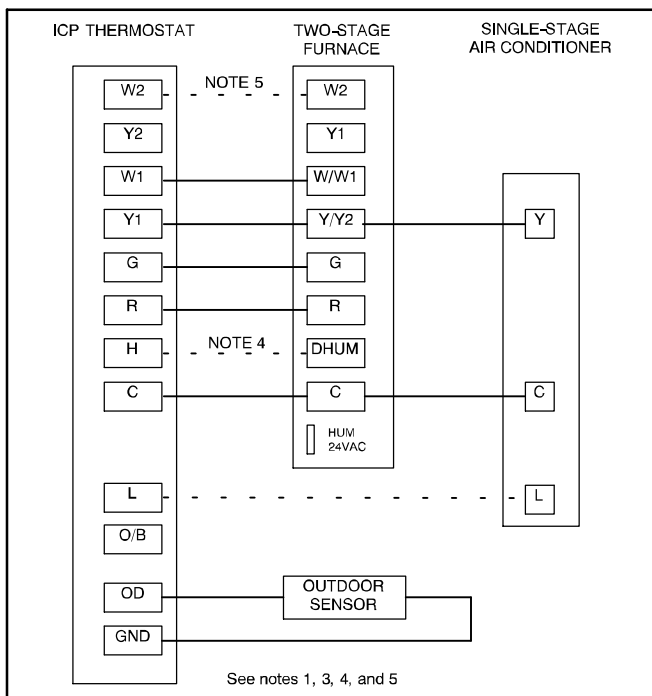 ICP THERMOSTAT
TWO-STAGE
FURNACE
SINGLE-STAGE
AIR CONDITIONER
W2
NOTE 5
W2
Y2
Y1
W1
W/W1
Y1
Y/Y2
Y
G
G
R
R
H
NOTE 4
DHUM
C
C
C
HUM
24VAC
L
L
O/B
OD
OUTDOOR
SENSOR
GND
See notes 1, 3, 4, and 5